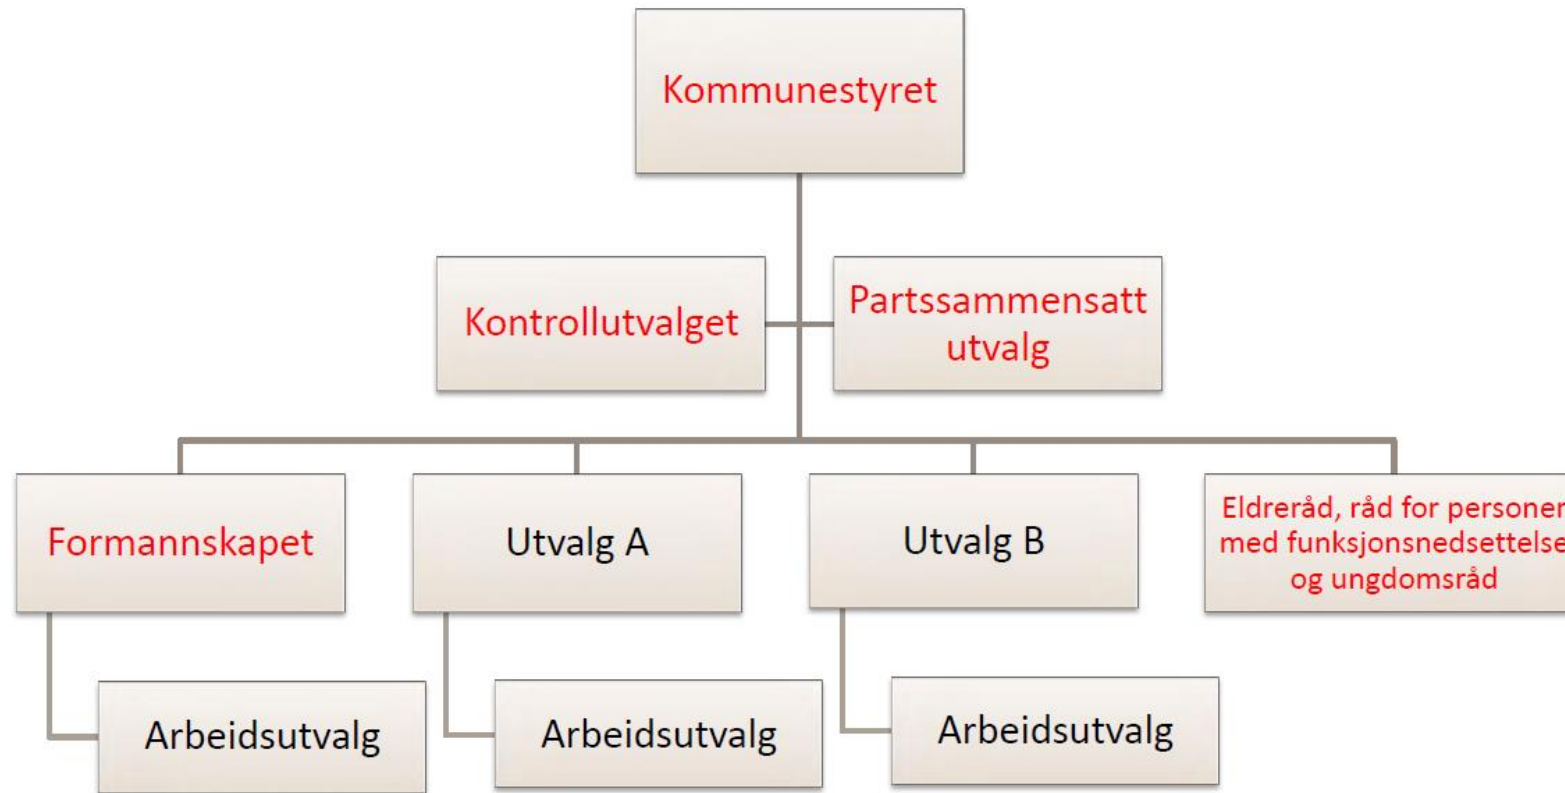 Kommunestyret
Kontrollutvalget
Partssammensatt
utvalg
Formannskapet
Utvalg A
Utvalg B
Eldreråd, råd for personer
med funksjonsnedsettelse
og ungdomsråd
Arbeidsutvalg
Arbeidsutvalg
Arbeidsutvalg